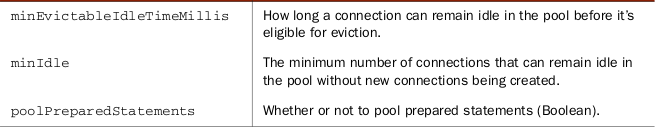 minEvictableIdleTimeMillis How long a connection can remain idle in the pool before it's
eligible for eviction.
minIdle The minimum number of connections that can remain idle in
the pool without new connections being created.
poolPreparedStatements Whether or not to pool prepared statements (Boolean).